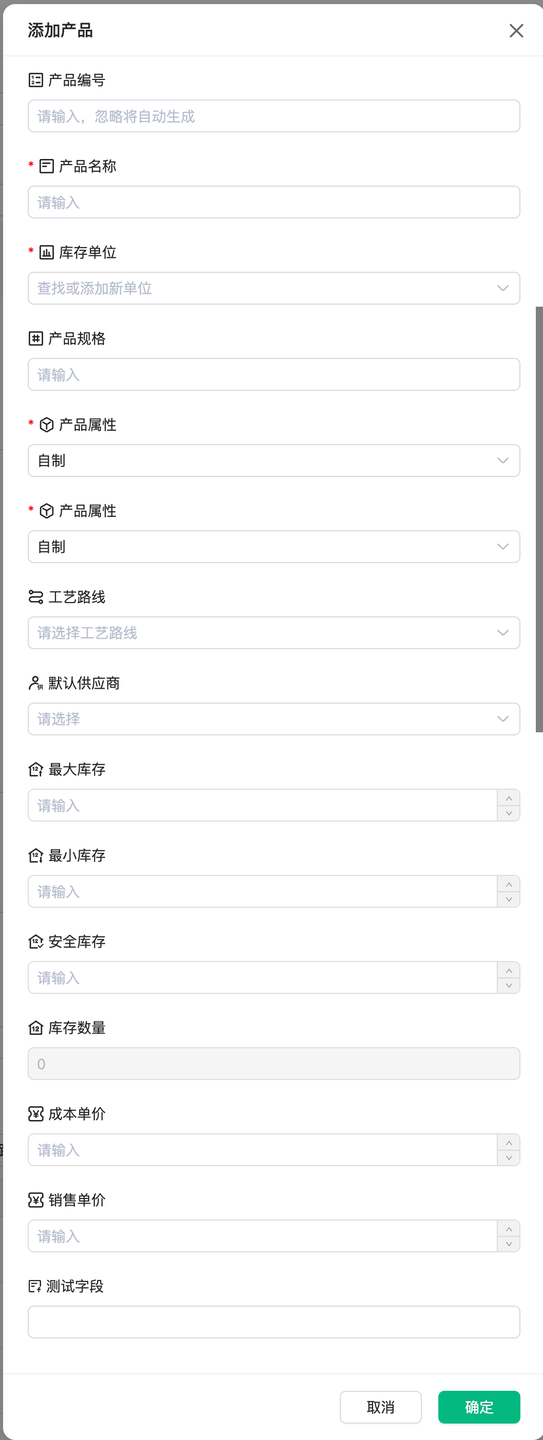 添加产品
产品编号
请输入，忽略将自动生成
* 产品名称
请输入
* 库存单位
查找或添加新单位
产品规格
请输入
* 产品属性
自制
* 产品属性
自制
工艺路线
请选择工艺路线
默认供应商
请选择
最大库存
请输入
最小库存
请输入
安全库存
请输入
库存数量
0
成本单价
请输入
销售单价
请输入
测试字段
取消
确定